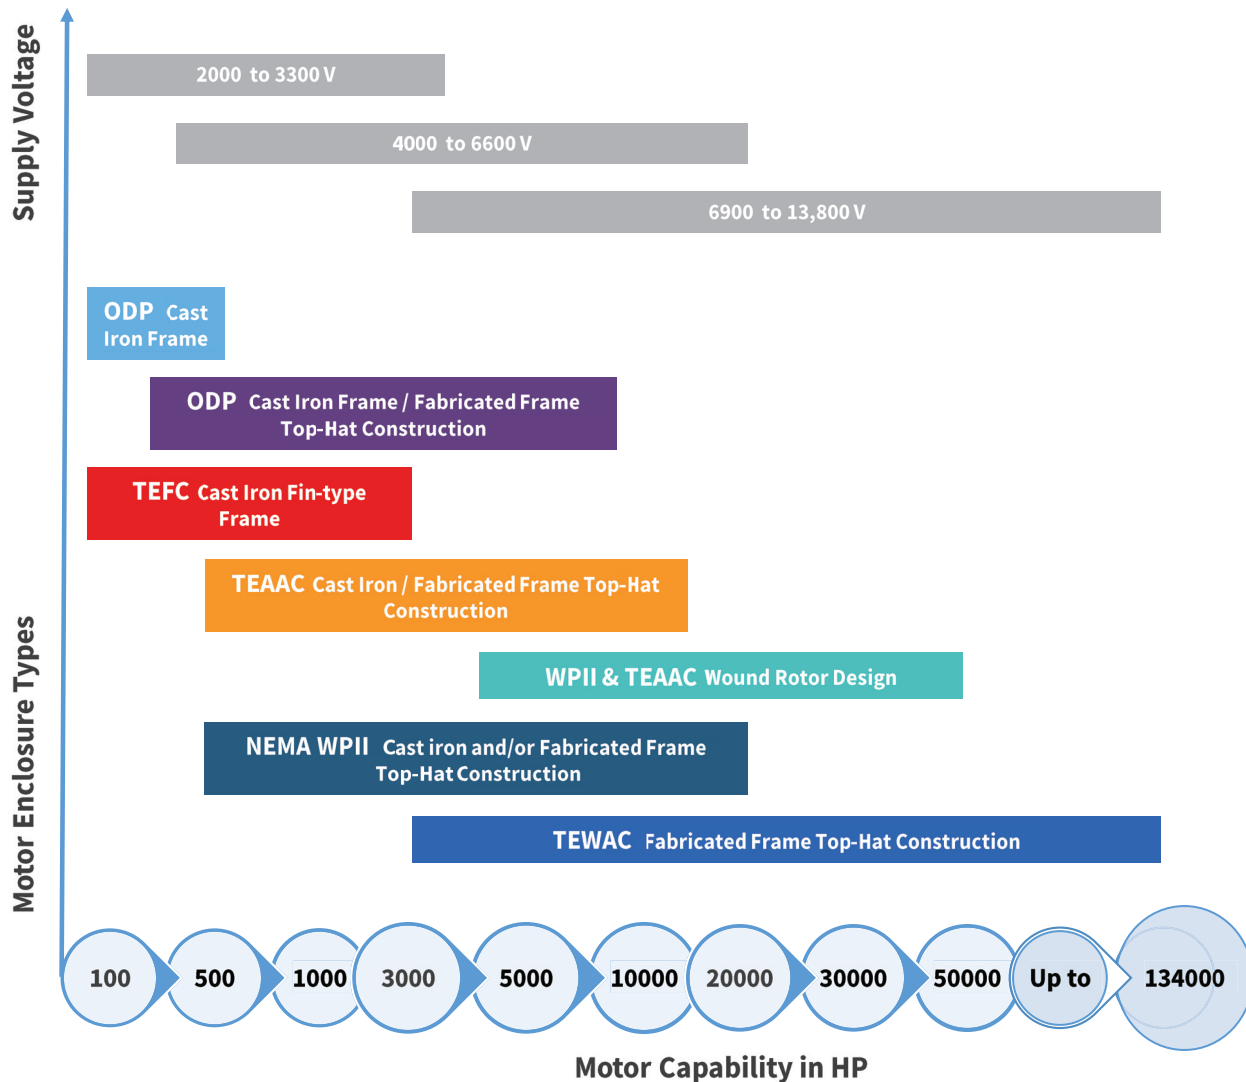 Supply Voltage
2000 to 3300 V
4000 to 6600 V
6900 to 13,800 V
Motor Enclosure Types
ODP Cast
Iron Frame
ODP Cast Iron Frame / Fabricated Frame
Top-Hat Construction
TEFC Cast Iron Fin-type
Frame
TEAAC Cast Iron / Fabricated Frame Top-Hat
Construction
WPII & TEAAC Wound Rotor Design
NEMA WPII Cast iron and/or Fabricated Frame
Top-Hat Construction
TEWAC Fabricated Frame Top-Hat Construction
100 500 1000 3000 5000 10000 20000 30000 50000 Up to 134000
Motor Capability in HP